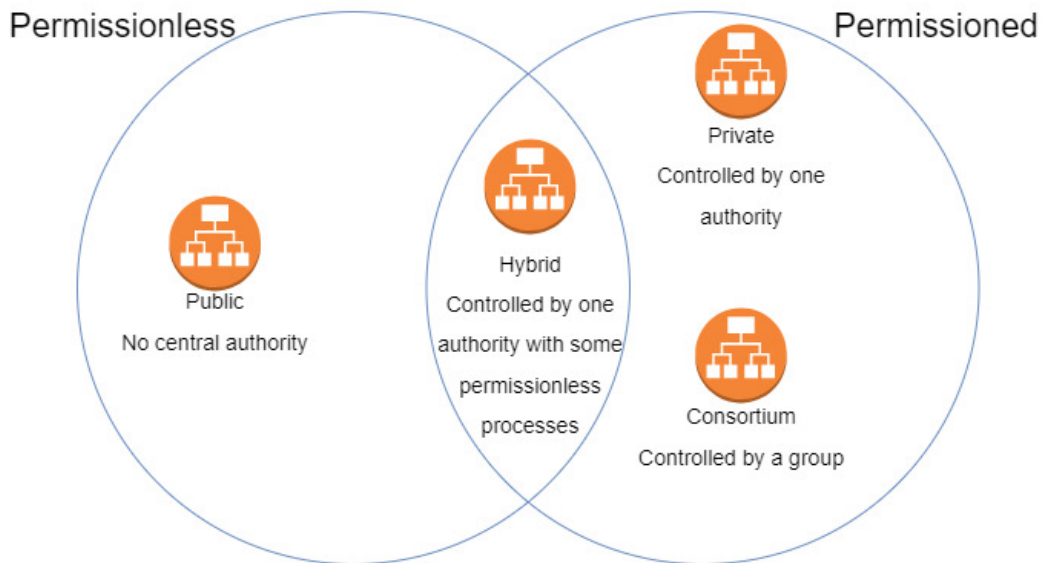 Permissionless
Permissioned
Public
No central authority
Hybrid
Controlled by one
authority with some
permissionless
processes
Private
Controlled by one
authority
Consortium
Controlled by a group